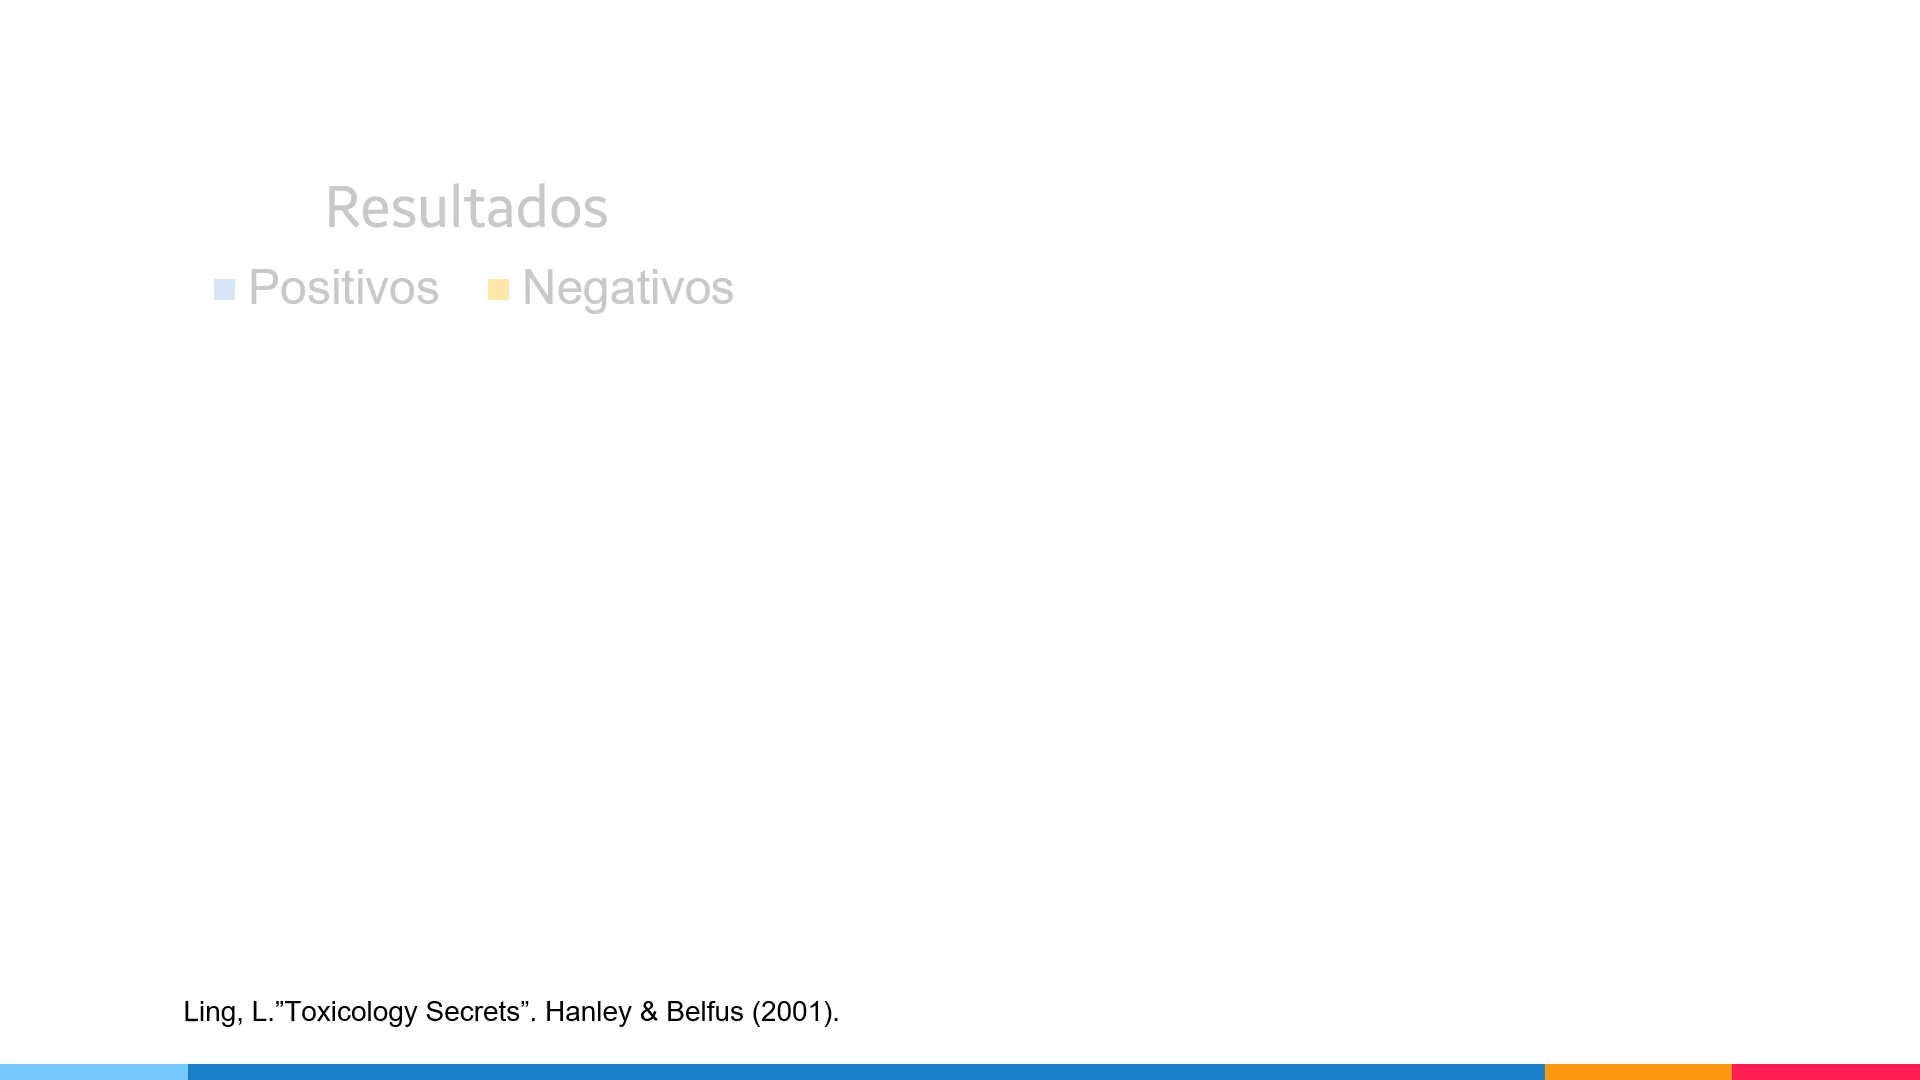 Resultados
Positivos Negativos
Ling, L.”Toxicology Secrets”. Hanley & Belfus (2001).